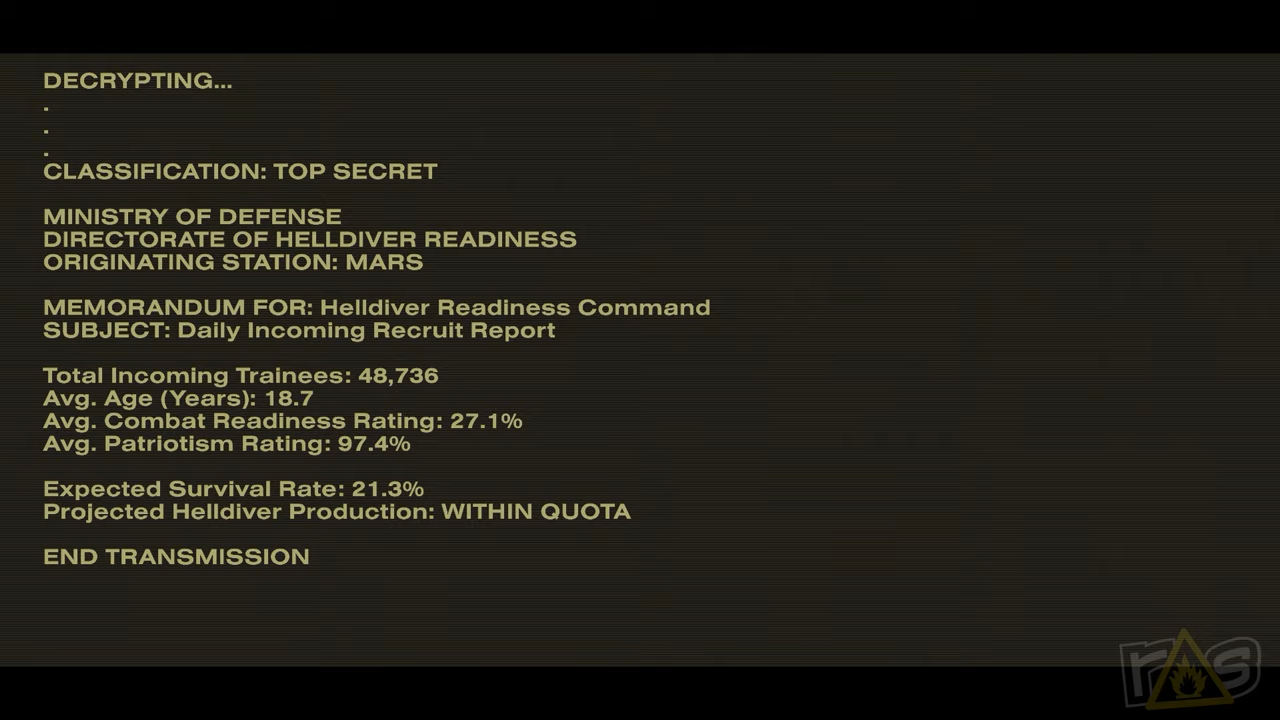 DECRYPTING...
.
.
.
CLASSIFICATION: TOP SECRET
MINISTRY OF DEFENSE
DIRECTORATE OF HELLDIVER READINESS
ORIGINATING STATION: MARS
MEMORANDUM FOR: Helldiver Readiness Command
SUBJECT: Daily Incoming Recruit Report
Total Incoming Trainees: 48,736
Avg. Age (Years): 18.7
Avg. Combat Readiness Rating: 27.1%
Avg. Patriotism Rating: 97.4%
Expected Survival Rate: 21.3%
Projected Helldiver Production: WITHIN QUOTA
END TRANSMISSION